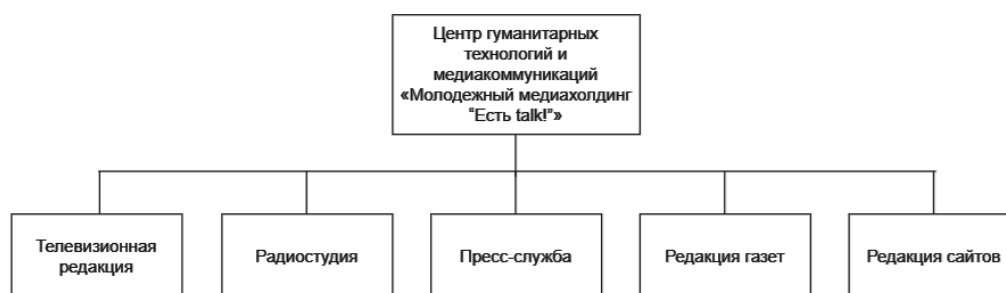 Центр гуманитарных
технологий и
медиакоммуникаций
«Молодежный медиахолдинг
“Есть talk!”»
Телевизионная
редакция
Радиостудия
Пресс-служба
Редакция газет
Редакция сайтов